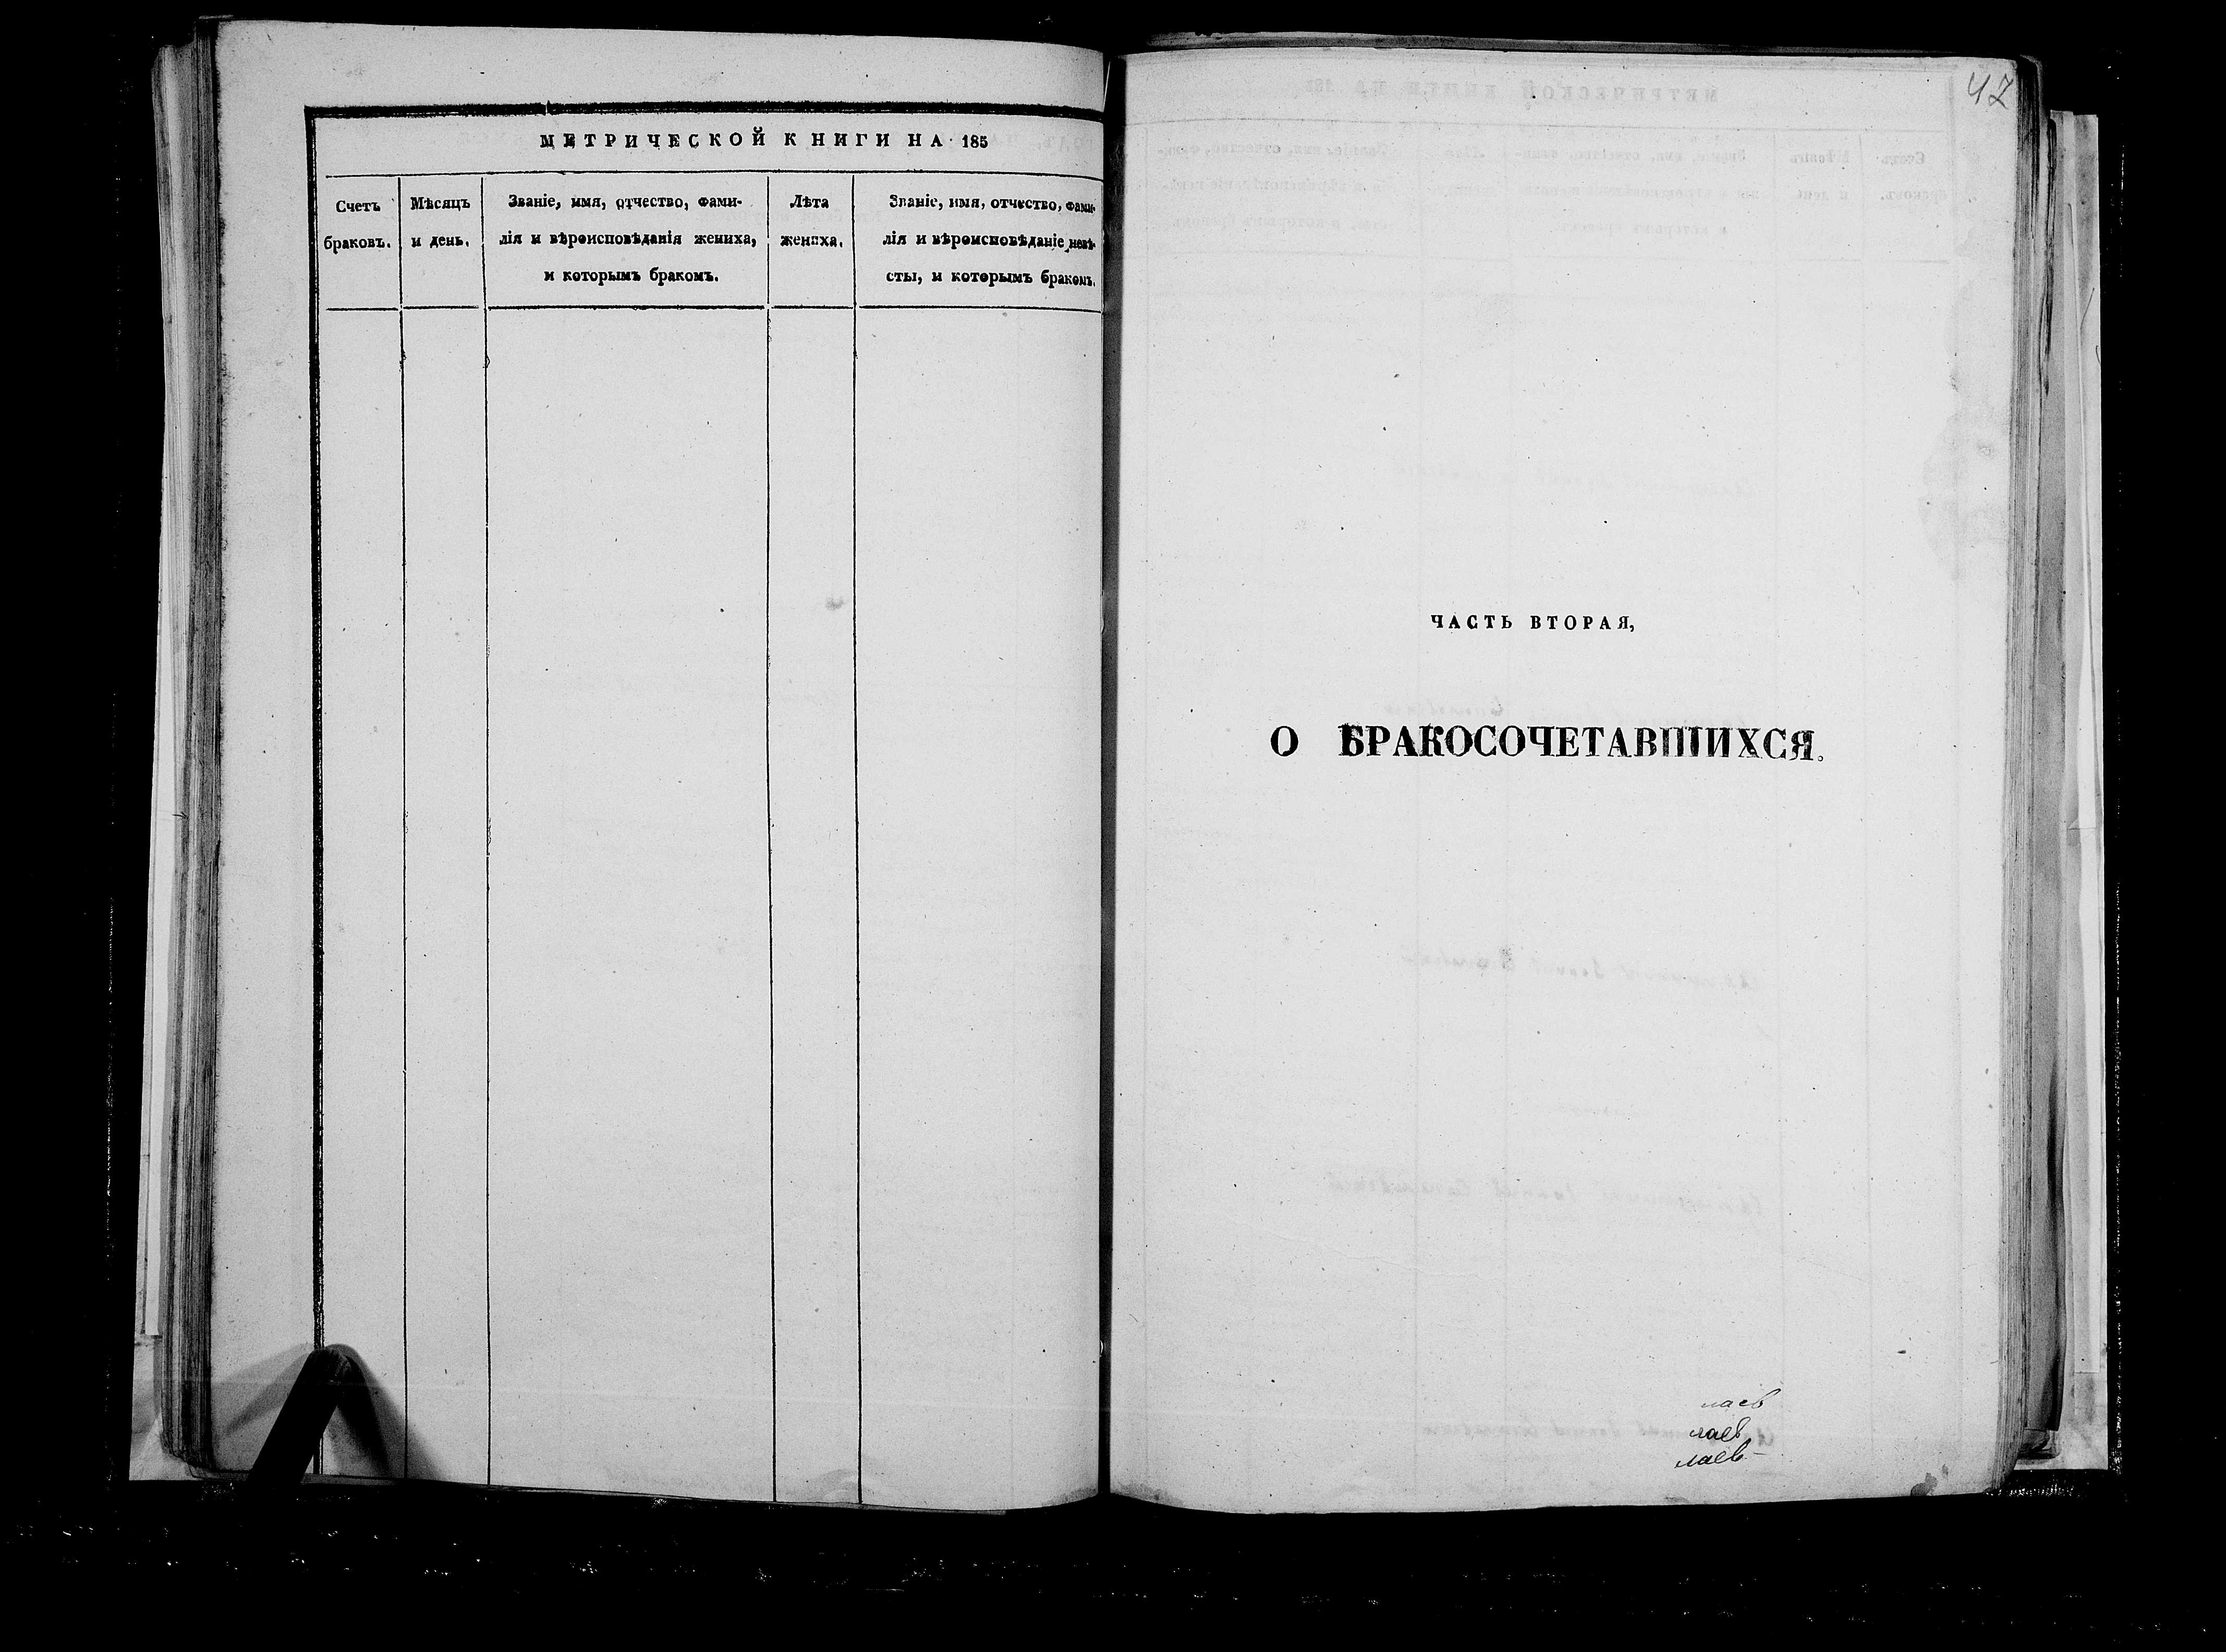 МЕТРИЧЕСКОЙ КНИГИ НА 185
Счетъ
браковъ.
Мѣсяцъ
и день.
Званіе, имя, отчество, фами-
лія и вѣроисповѣданія жениха,
и которымъ бракомъ.
Лѣта
жениха.
Званіе, имя, отчество, фами-
лія и вѣроисповѣданіе невѣ-
сты, и которымъ бракомъ.
47
ЧАСТЬ ВТОРАЯ,
О БРАКОСОЧЕТАВШИХСЯ.
лаев
лаев
лаев